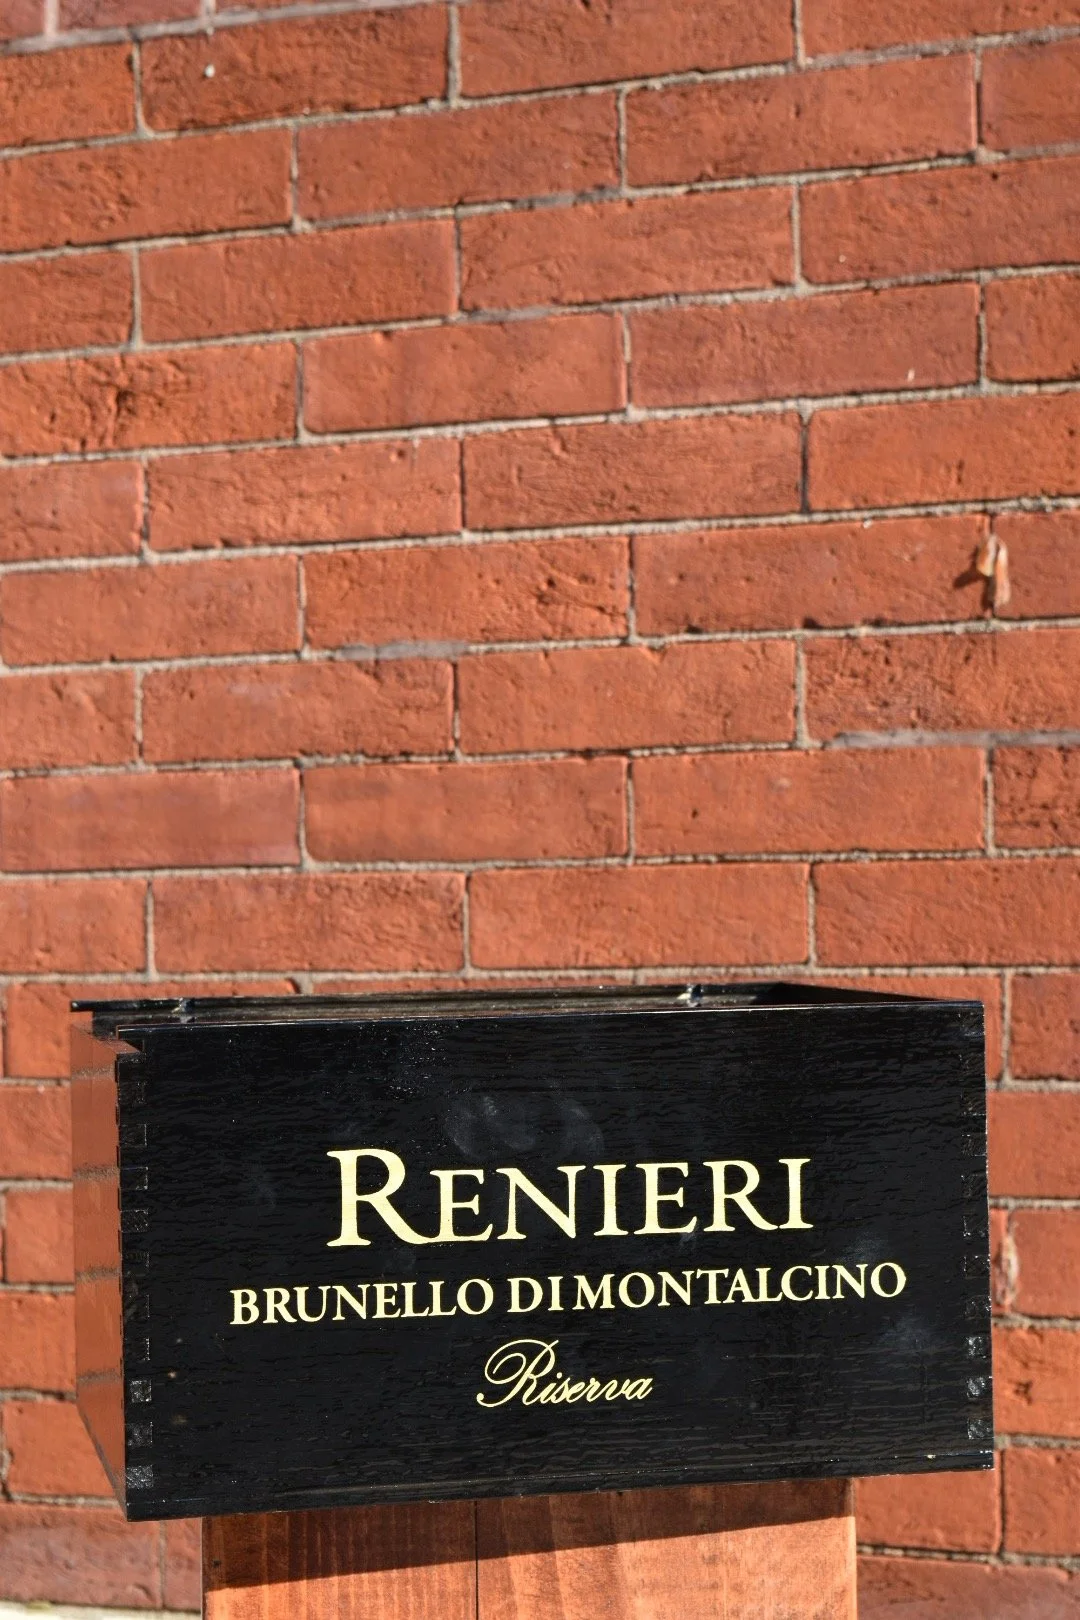 RENIERI
BRUNELLO DI MONTALCINO
Riserva